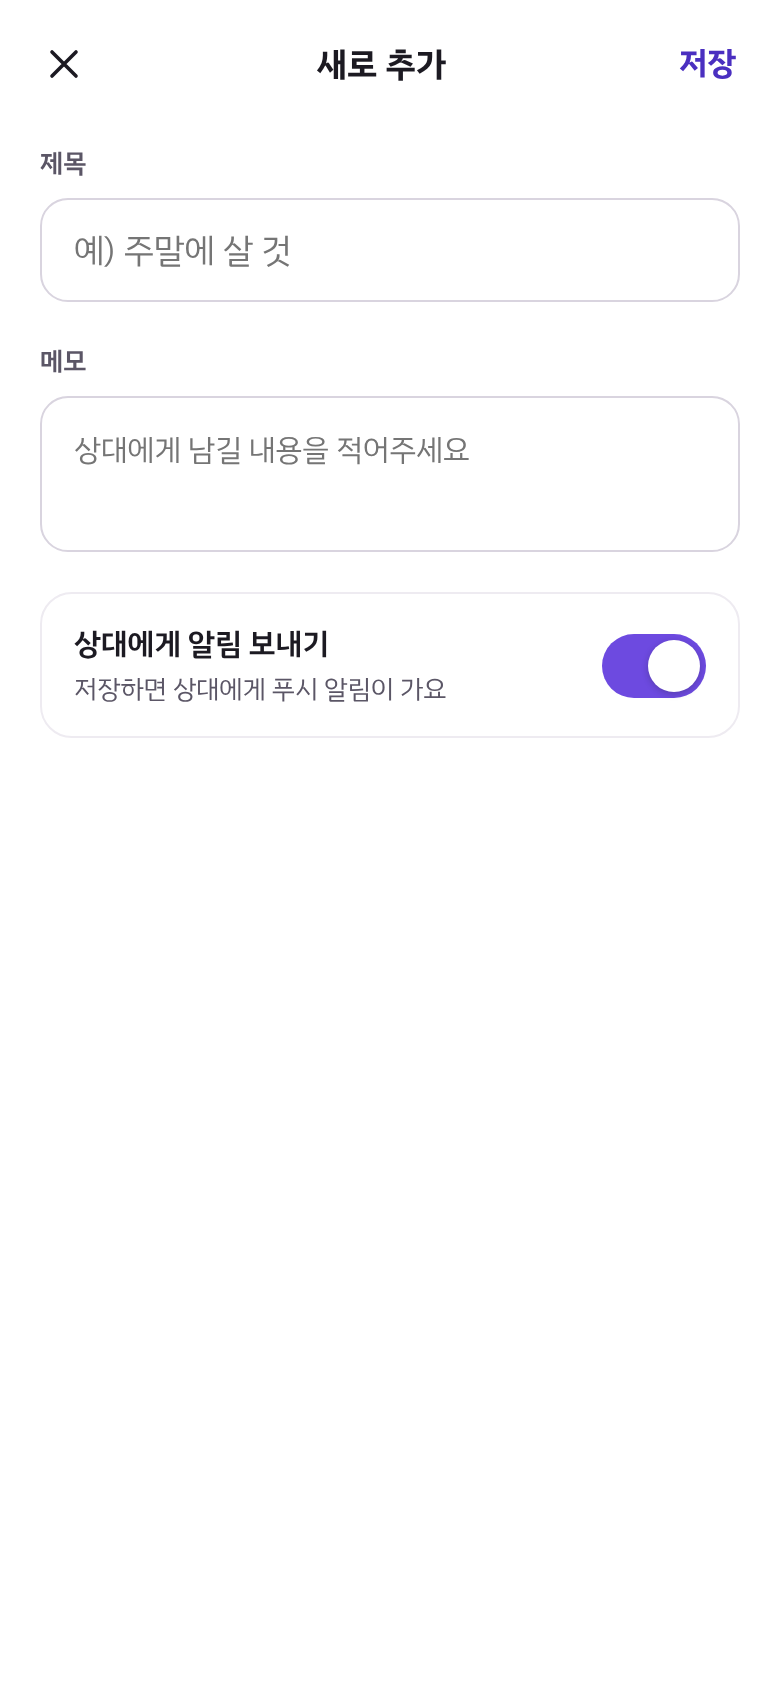 새로 추가
저장
제목
예) 주말에 살 것
메모
상대에게 남길 내용을 적어주세요
상대에게 알림 보내기
저장하면 상대에게 푸시 알림이 가요